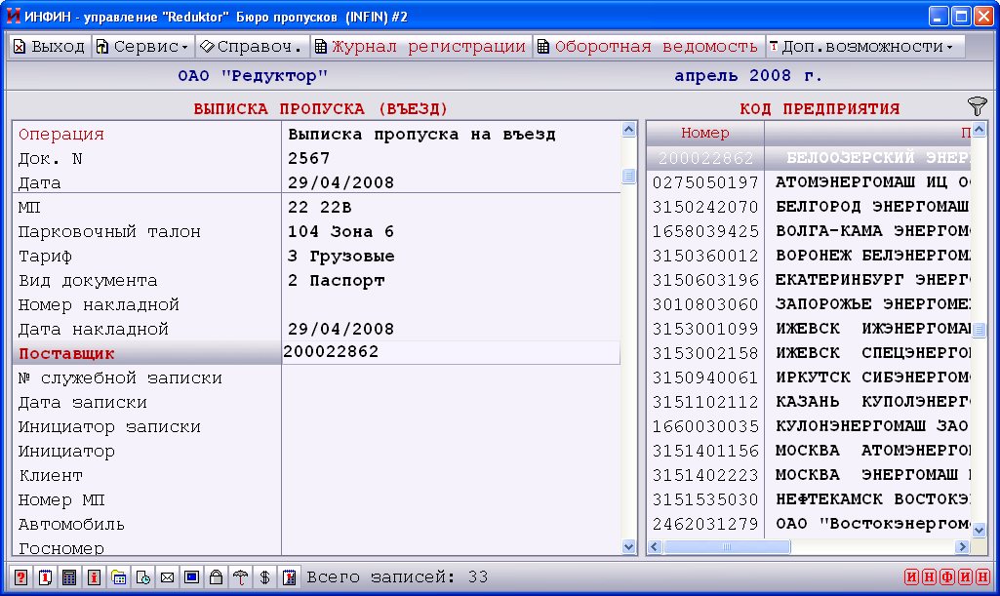 ИНФИН - управление "Reduktor"  Бюро пропусков  (INFIN) #2
Выход Сервис Справоч. Журнал регистрации Оборотная ведомость Доп.возможности
ОАО "Редуктор" апрель 2008 г.
ВЫПИСКА ПРОПУСКА (ВЪЕЗД)
Операция Выписка пропуска на въезд
Док. N 2567
Дата 29/04/2008
МП 22 22В
Парковочный талон 104 Зона 6
Тариф 3 Грузовые
Вид документа 2 Паспорт
Номер накладной
Дата накладной 29/04/2008
Поставщик 200022862
№ служебной записки
Дата записки
Инициатор записки
Инициатор
Клиент
Номер МП
Автомобиль
Госномер
КОД ПРЕДПРИЯТИЯ
Номер П
200022862 БЕЛООЗЕРСКИЙ ЭНЕР
0275050197 АТОМЭНЕРГОМАШ ИЦ О
3150242070 БЕЛГОРОД ЭНЕРГОМАШ
1658039425 ВОЛГА-КАМА ЭНЕРГОМ
3150360012 ВОРОНЕЖ БЕЛЭНЕРГОМ
3150603196 ЕКАТЕРИНБУРГ ЭНЕРГ
3010803060 ЗАПОРОЖЬЕ ЭНЕРГОМЕ
3153001099 ИЖЕВСК  ИЖЭНЕРГОМА
3153002158 ИЖЕВСК  СПЕЦЭНЕРГО
3150940061 ИРКУТСК СИБЭНЕРГОМ
3151102112 КАЗАНЬ  КУПОЛЭНЕРГ
1660030035 КУЛОНЭНЕРГОМАШ ЗАО
3151401156 МОСКВА  АТОМЭНЕРГО
3151402223 МОСКВА  ЭНЕРГОМАШ
3151535030 НЕФТЕКАМСК ВОСТОКЭ
2462031279 ОАО "Востокэнергом
Всего записей: 33
ИНФИН